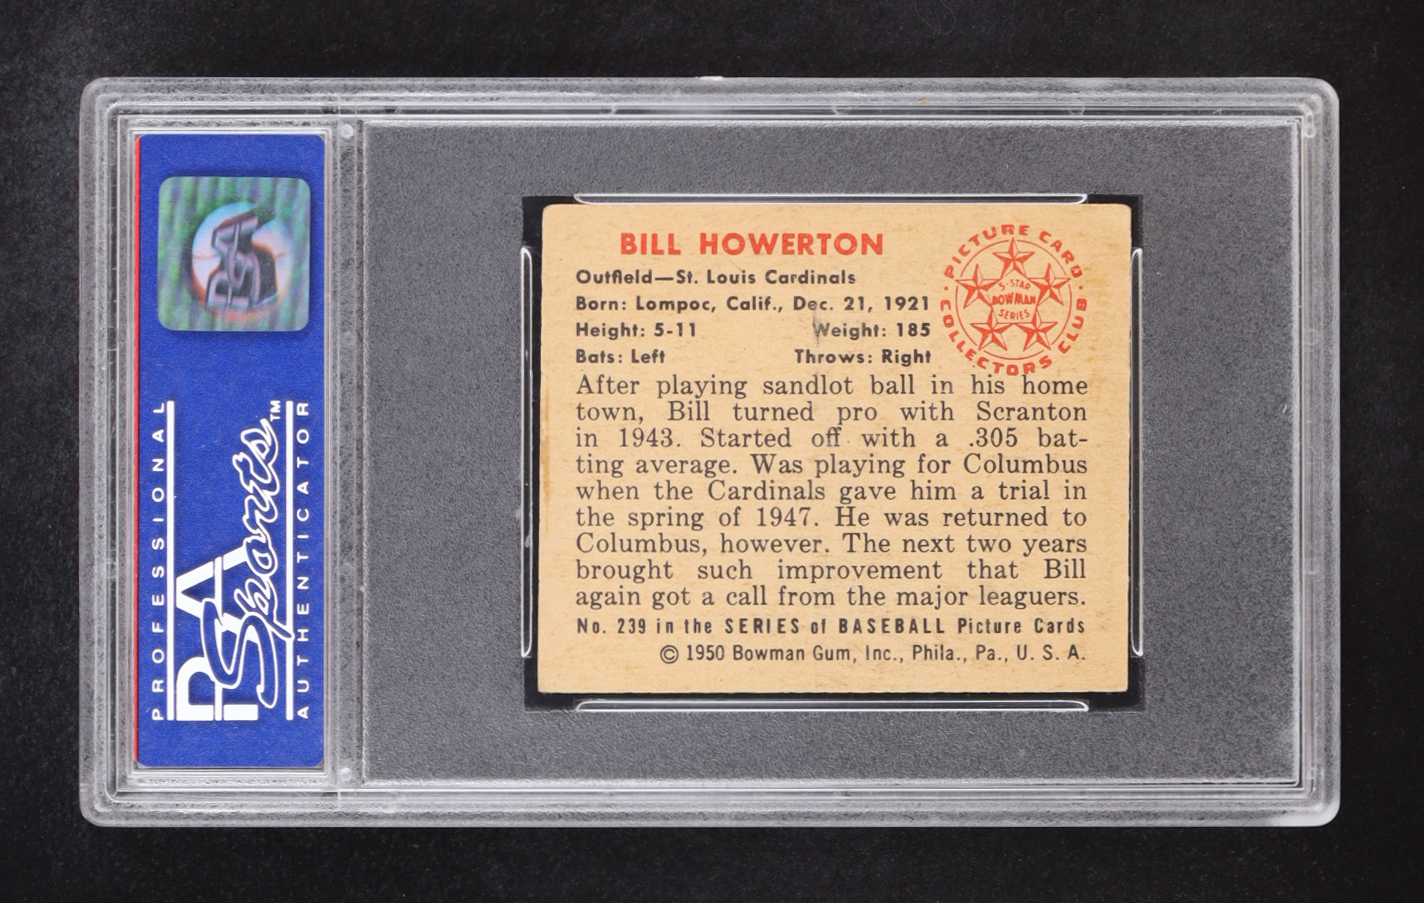 PROFESSIONAL
PSA
Sports™
AUTHENTICATOR
PSA
BILL HOWERTON
Outfield—St. Louis Cardinals
Born: Lompoc, Calif., Dec. 21, 1921
Height: 5-11 Weight: 185
Bats: Left Throws: Right
PICTURE CARD
COLLECTORS CLUB
5-STAR
BOWMAN
SERIES
After playing sandlot ball in his home
town, Bill turned pro with Scranton
in 1943. Started off with a .305 bat-
ting average. Was playing for Columbus
when the Cardinals gave him a trial in
the spring of 1947. He was returned to
Columbus, however. The next two years
brought such improvement that Bill
again got a call from the major leaguers.
No. 239 in the SERIES of BASEBALL Picture Cards
© 1950 Bowman Gum, Inc., Phila., Pa., U. S. A.